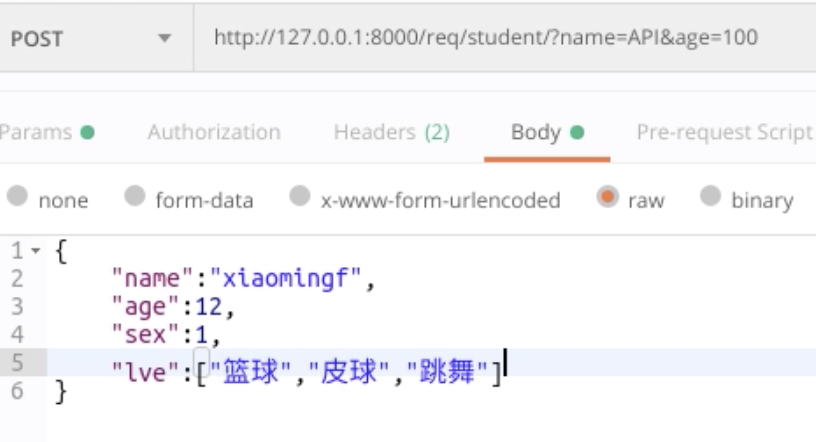 POST http://127.0.0.1:8000/req/student/?name=API&age=100
Params Authorization Headers (2) Body Pre-request Script
none form-data x-www-form-urlencoded raw binary
1 {
2 "name":"xiaomingf",
3 "age":12,
4 "sex":1,
5 "lve":["篮球","皮球","跳舞"]
6 }